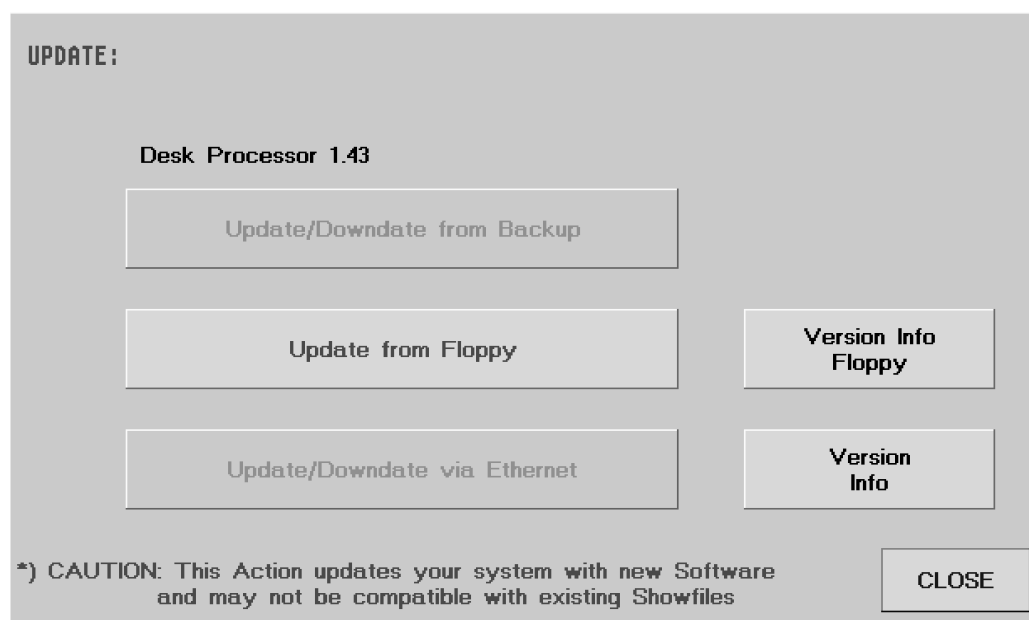 UPDATE:
Desk Processor 1.43
Update/Downdate from Backup
Update from Floppy
Version Info
Floppy
Update/Downdate via Ethernet
Version
Info
*) CAUTION: This Action updates your system with new Software
and may not be compatible with existing Showfiles
CLOSE